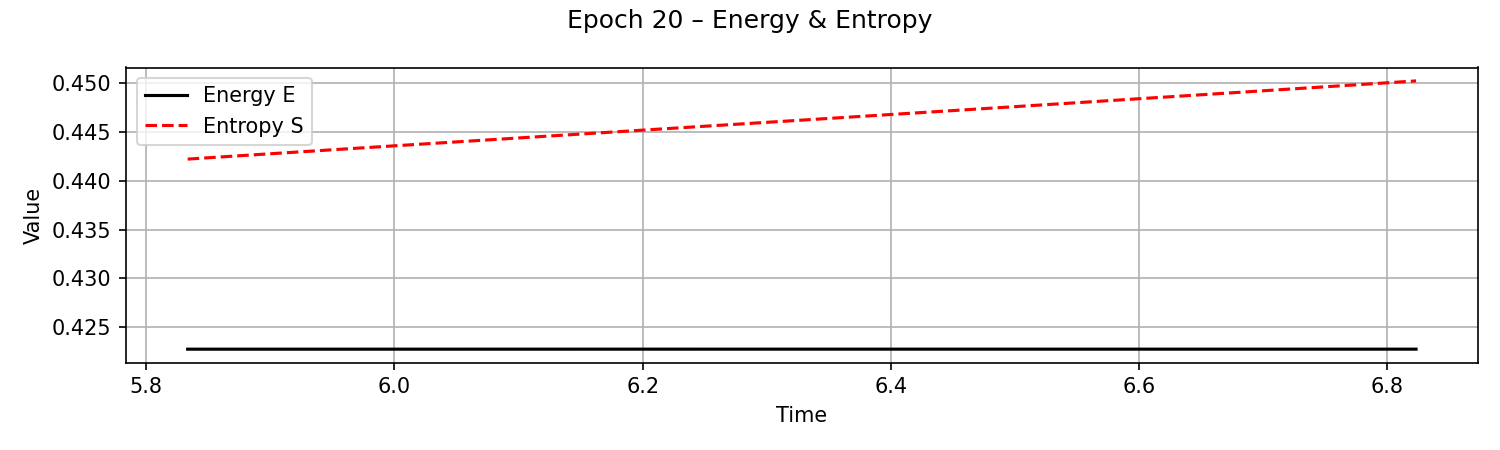 Epoch 20 – Energy & Entropy
Energy E
Entropy S
Value
0.450
0.445
0.440
0.435
0.430
0.425
5.8 6.0 6.2 6.4 6.6 6.8
Time